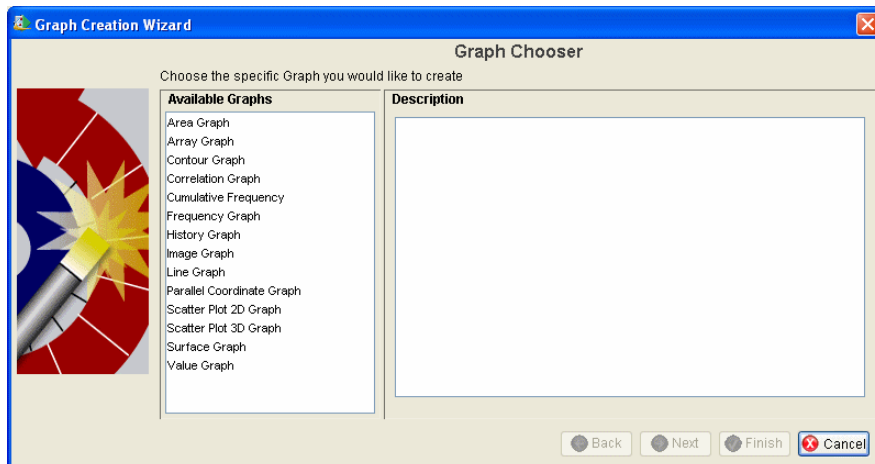 Graph Creation Wizard
Graph Chooser
Choose the specific Graph you would like to create
Available Graphs
Area Graph
Array Graph
Contour Graph
Correlation Graph
Cumulative Frequency
Frequency Graph
History Graph
Image Graph
Line Graph
Parallel Coordinate Graph
Scatter Plot 2D Graph
Scatter Plot 3D Graph
Surface Graph
Value Graph
Description
Back
Next
Finish
Cancel